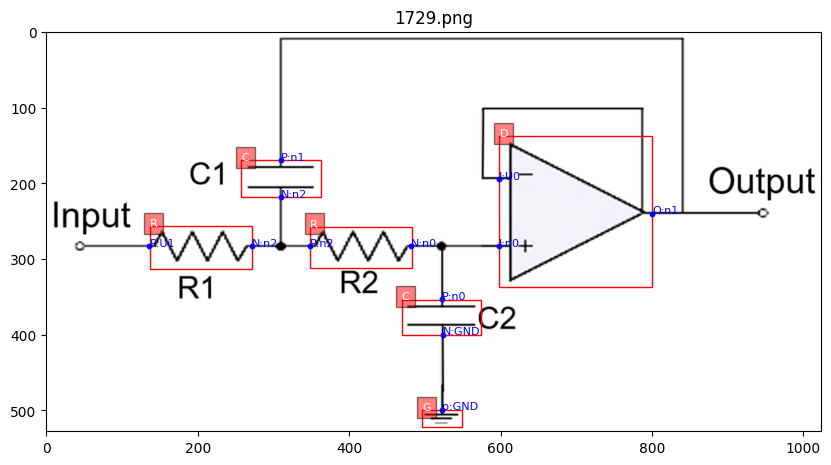 1729.png
0
100
200
300
400
500
0
200
400
600
800
1000
C
P:n1
C1
N:n2
D
I:U0
Output
O:n1
Input
R
P:U1
N:n2
R
P:n2
N:n0
I:n0
R1
R2
C
P:n0
C2
N:GND
G
p:GND